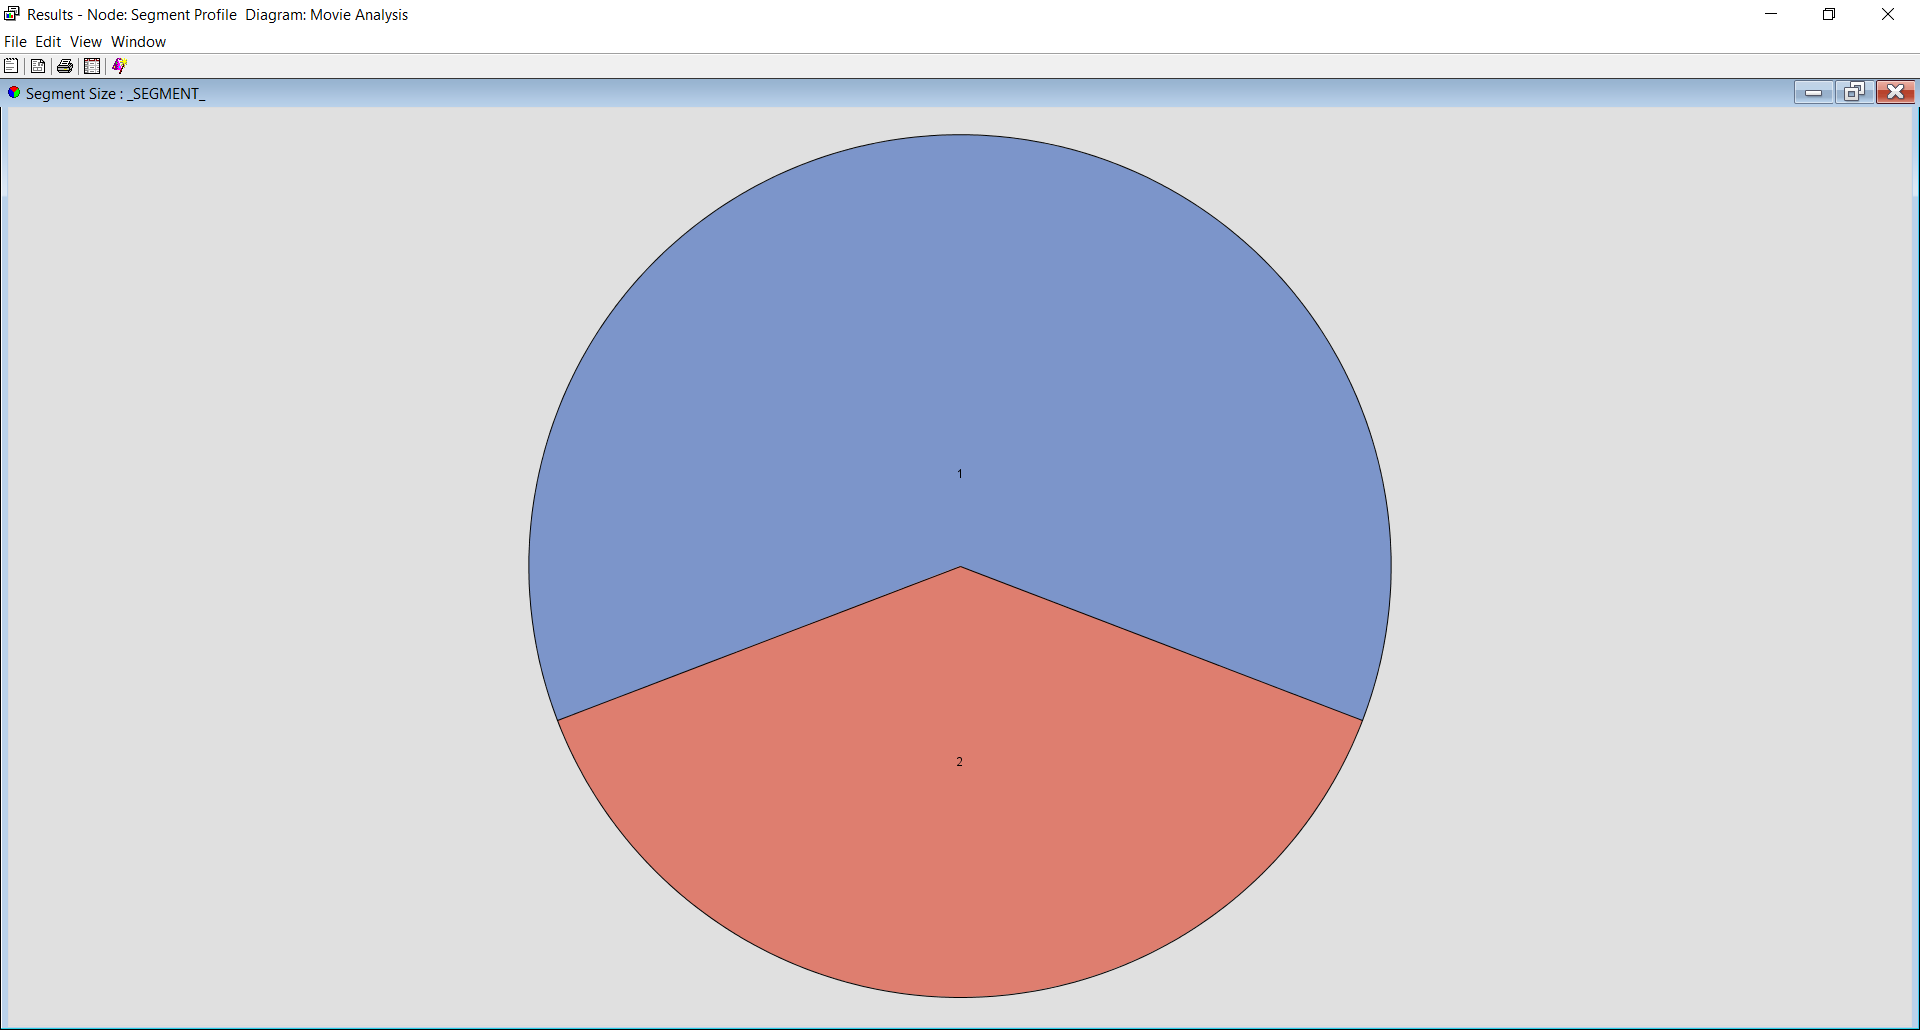 Results - Node: Segment Profile  Diagram: Movie Analysis
File Edit View Window
Segment Size : _SEGMENT_
1
2